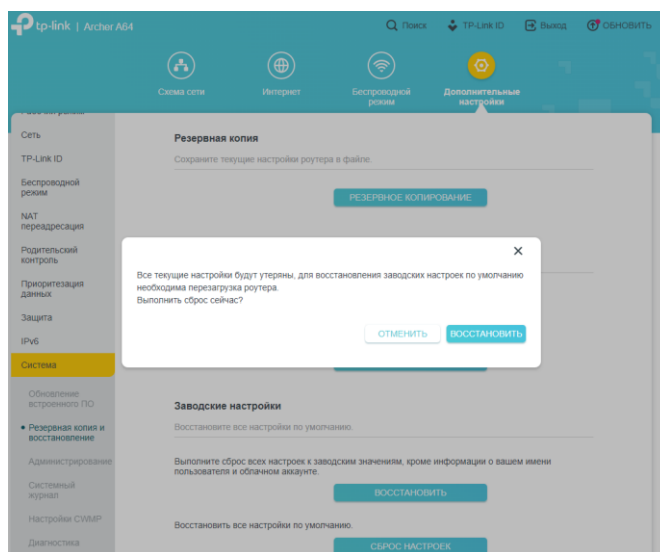 tp-link | Archer A64
Поиск
TP-Link ID
Выход
ОБНОВИТЬ
Схема сети
Интернет
Беспроводной
режим
Дополнительные
настройки
Сеть
TP-Link ID
Беспроводной
режим
NAT
переадресация
Родительский
контроль
Приоритезация
данных
Защита
IPv6
Система
Обновление
встроенного ПО
Резервная копия и
восстановление
Администрирование
Системный
журнал
Настройки CWMP
Диагностика
Резервная копия
Сохраните текущие настройки роутера в файле.
РЕЗЕРВНОЕ КОПИРОВАНИЕ
Все текущие настройки будут утеряны, для восстановления заводских настроек по умолчанию
необходима перезагрузка роутера.
Выполнить сброс сейчас?
ОТМЕНИТЬ
ВОССТАНОВИТЬ
Заводские настройки
Восстановите все настройки по умолчанию.
Выполните сброс всех настроек к заводским значениям, кроме информации о вашем имени
пользователя и облачном аккаунте.
ВОССТАНОВИТЬ
Восстановить все настройки по умолчанию.
СБРОС НАСТРОЕК